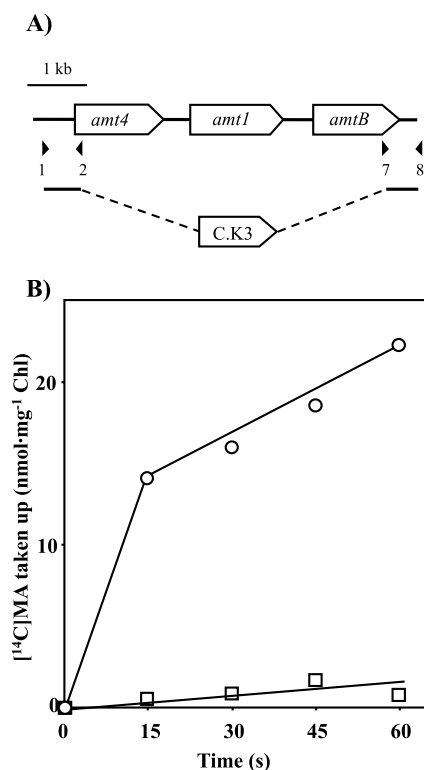 A)
1 kb
amt4 amt1 amtB
1 2 7 8
C.K3
B)
[¹⁴C]MA taken up (nmol·mg⁻¹ Chl)
20
10
0
0 15 30 45 60
Time (s)